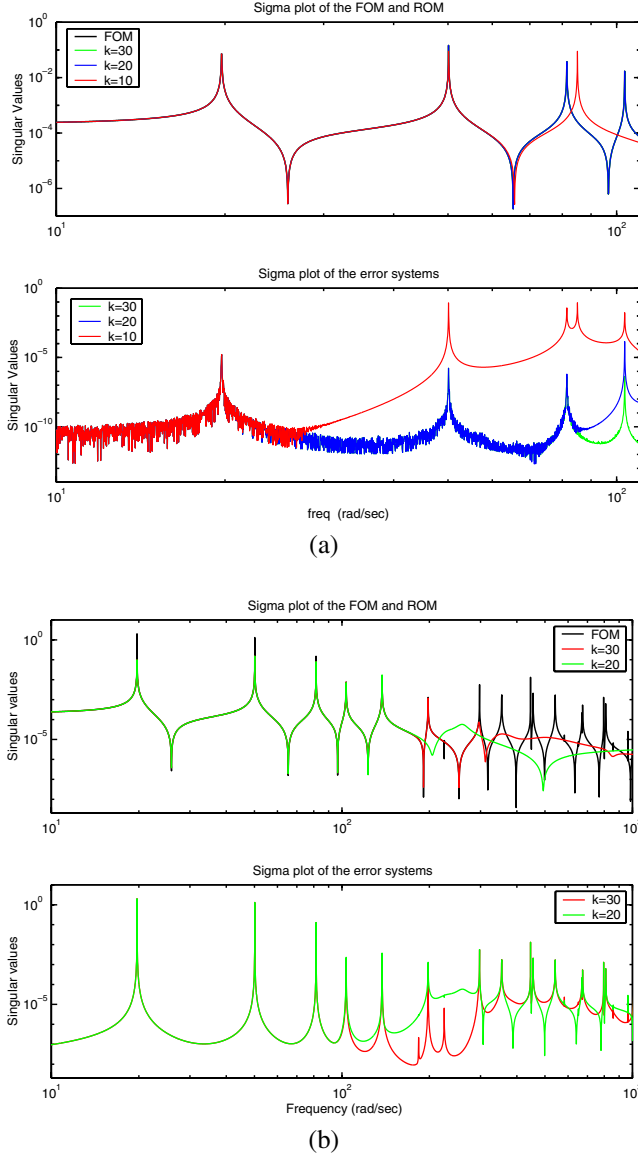 Sigma plot of the FOM and ROM
10^0
10^-2
10^-4
10^-6
Singular Values
FOM
k=30
k=20
k=10
10^1
10^2
Sigma plot of the error systems
10^0
10^-5
10^-10
Singular Values
k=30
k=20
k=10
10^1
10^2
freq (rad/sec)
(a)
Sigma plot of the FOM and ROM
10^0
10^-5
Singular values
FOM
k=30
k=20
10^1
10^2
Sigma plot of the error systems
10^0
10^-5
Singular values
k=30
k=20
10^1
10^2
Frequency (rad/sec)
(b)